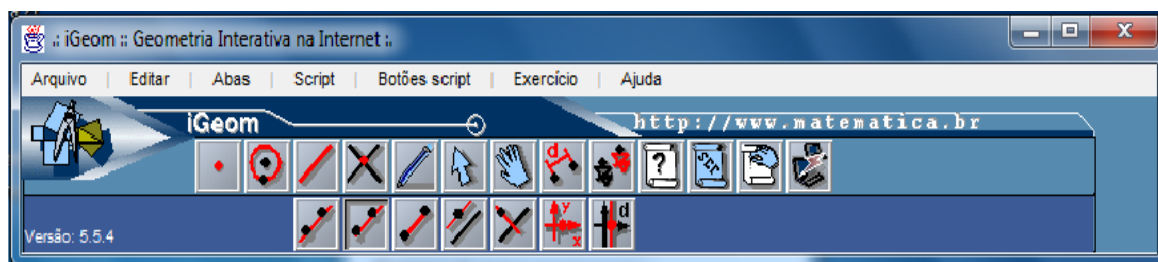 .: iGeom :: Geometria Interativa na Internet :.
Arquivo | Editar | Abas | Script | Botões script | Exercício | Ajuda
iGeom http://www.matematica.br
d ? SCR
Versão: 5.5.4 y x d